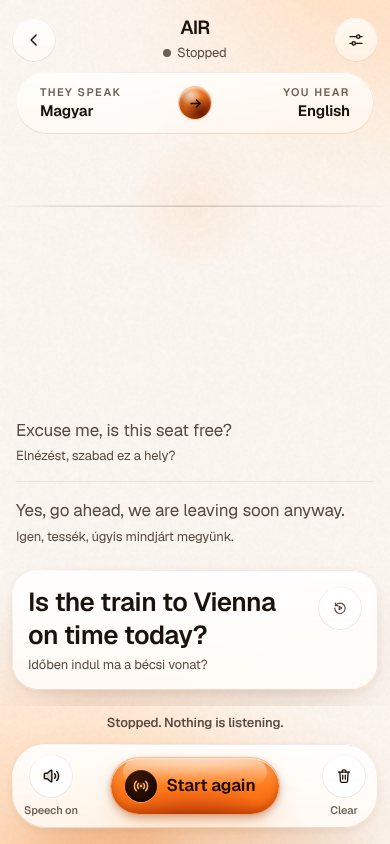 AIR
Stopped
THEY SPEAK
Magyar
YOU HEAR
English
Excuse me, is this seat free?
Elnézést, szabad ez a hely?
Yes, go ahead, we are leaving soon anyway.
Igen, tessék, úgyis mindjárt megyünk.
Is the train to Vienna
on time today?
Időben indul ma a bécsi vonat?
Stopped. Nothing is listening.
Speech on
Start again
Clear